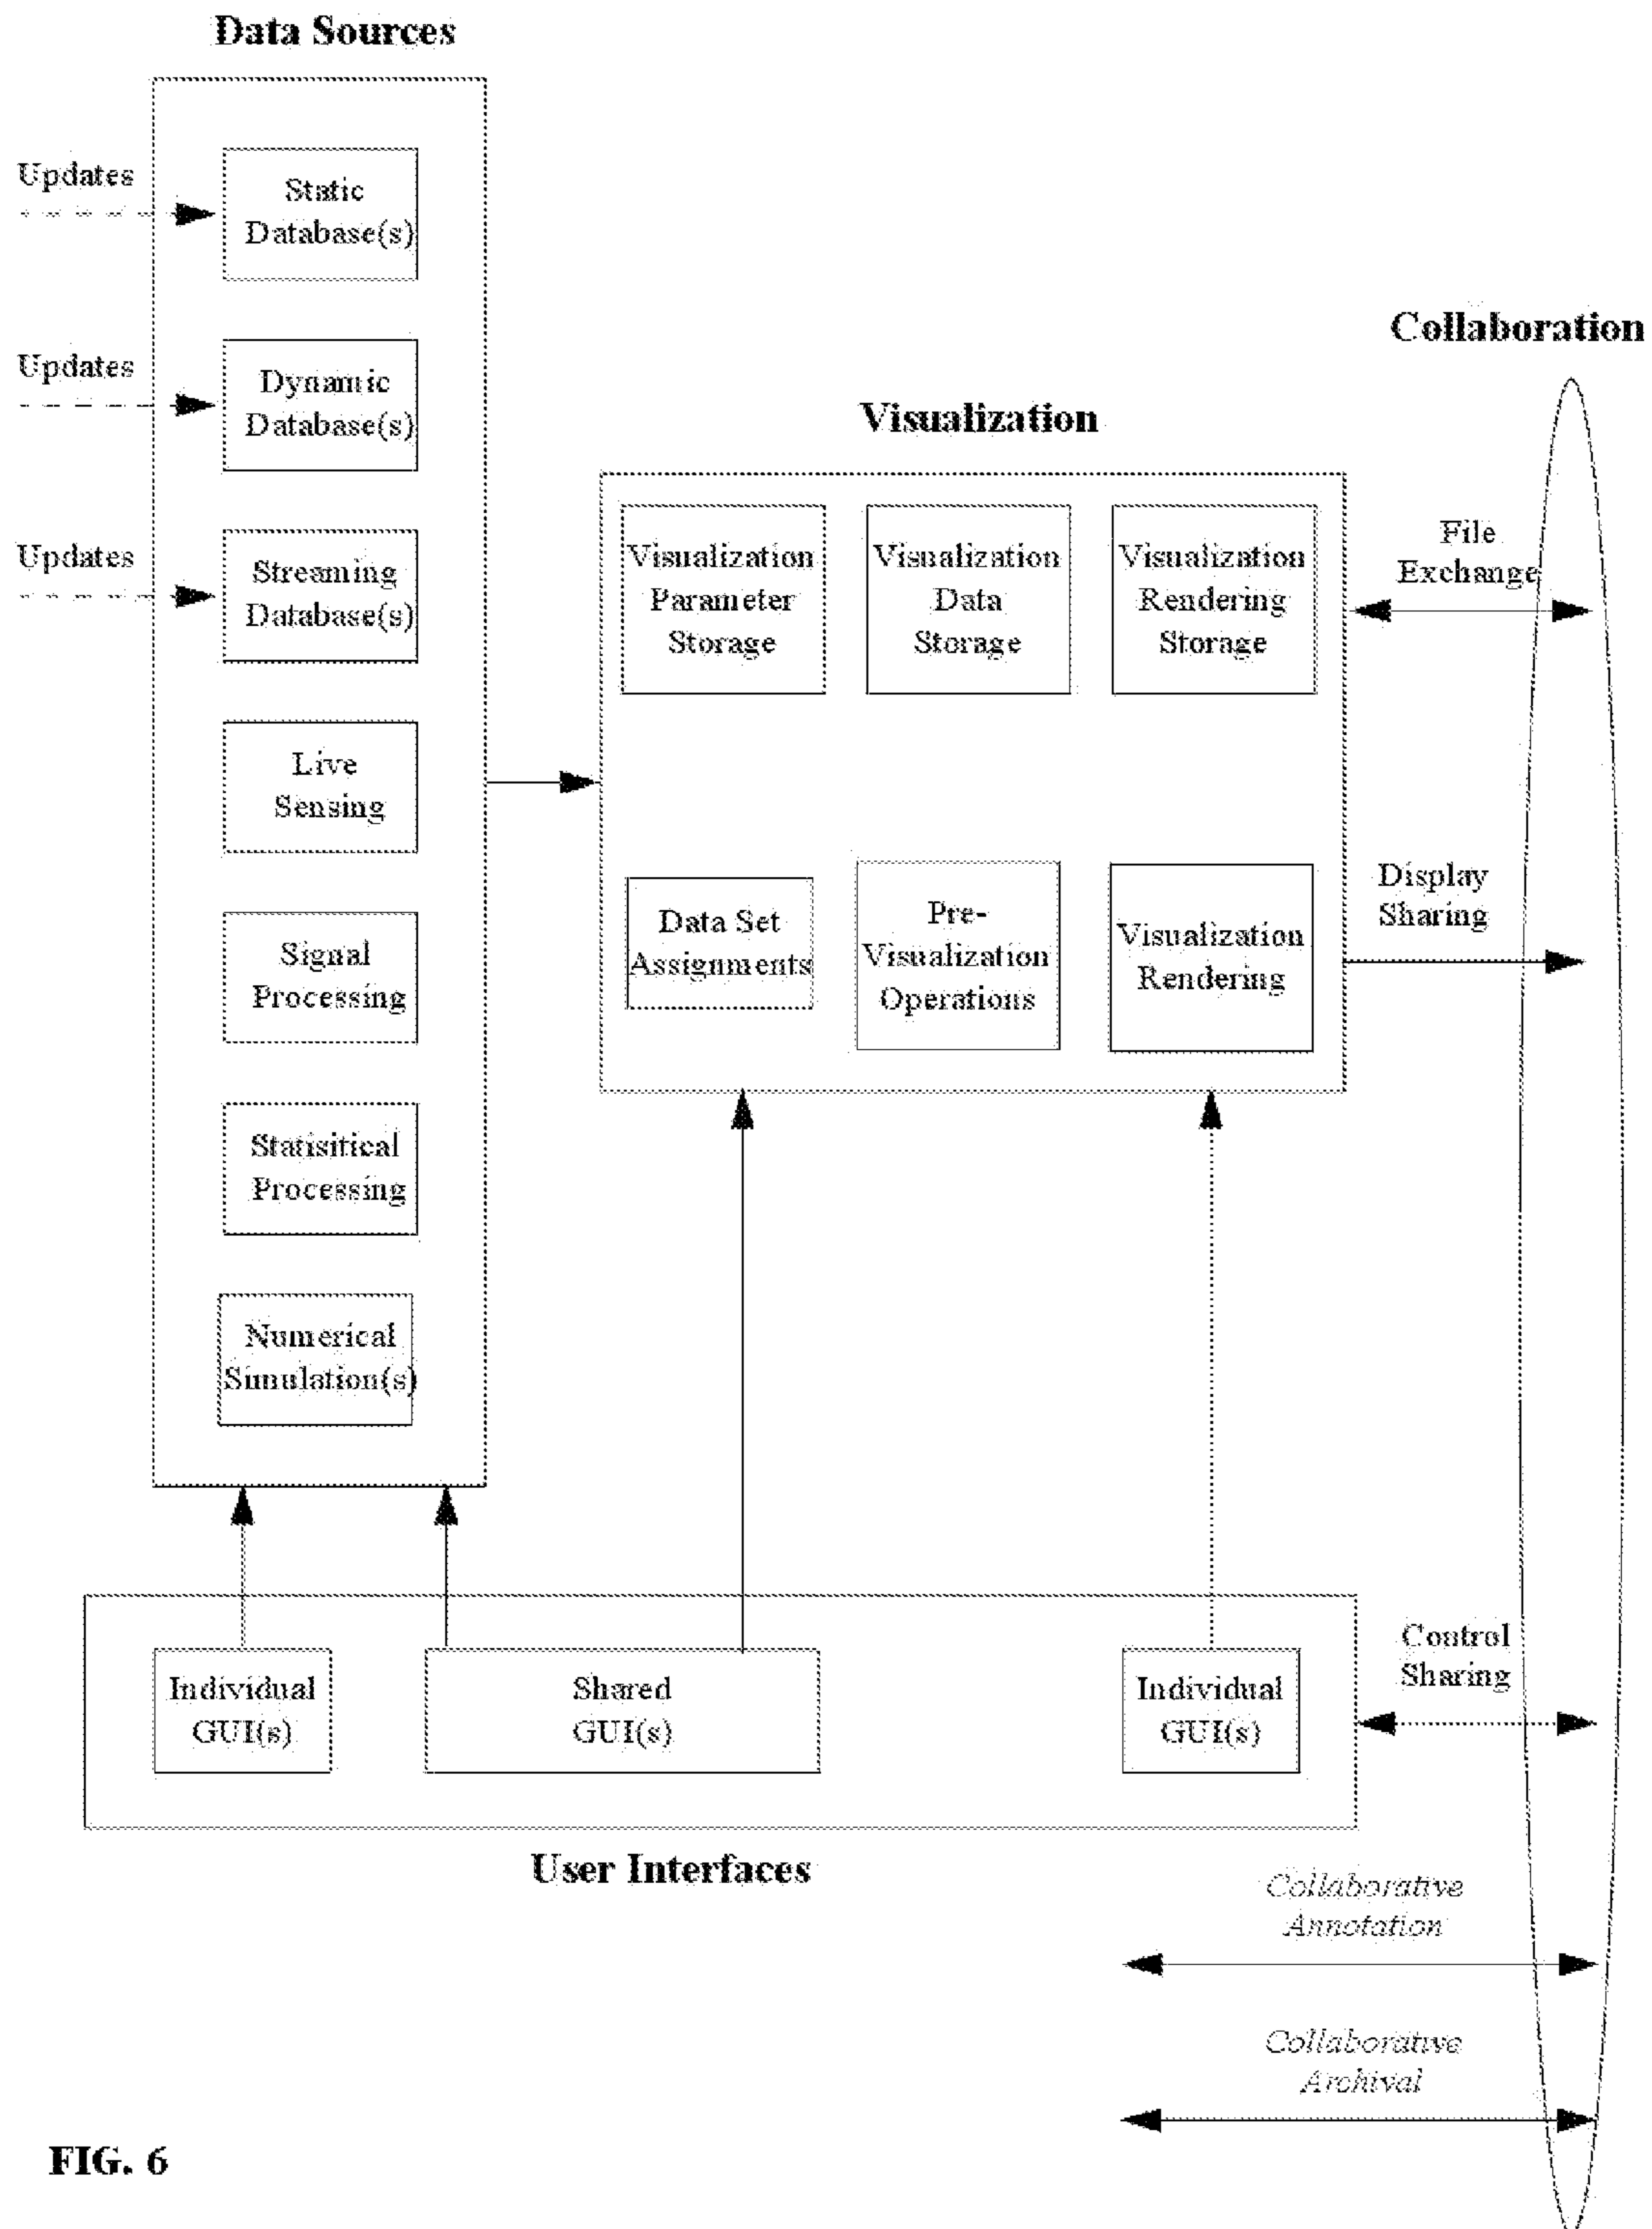 Data Sources
Updates
Static
Database(s)
Updates
Dynamic
Database(s)
Updates
Streaming
Database(s)
Live
Sensing
Signal
Processing
Statisitical
Processing
Numerical
Simulation(s)
Visualization
Visualization
Parameter
Storage
Visualization
Data
Storage
Visualization
Rendering
Storage
Data Set
Assignments
Pre-
Visualization
Operations
Visualization
Rendering
Collaboration
File
Exchange
Display
Sharing
Individual
GUI(s)
Shared
GUI(s)
Individual
GUI(s)
Control
Sharing
User Interfaces
Collaborative
Annotation
Collaborative
Archival
FIG. 6